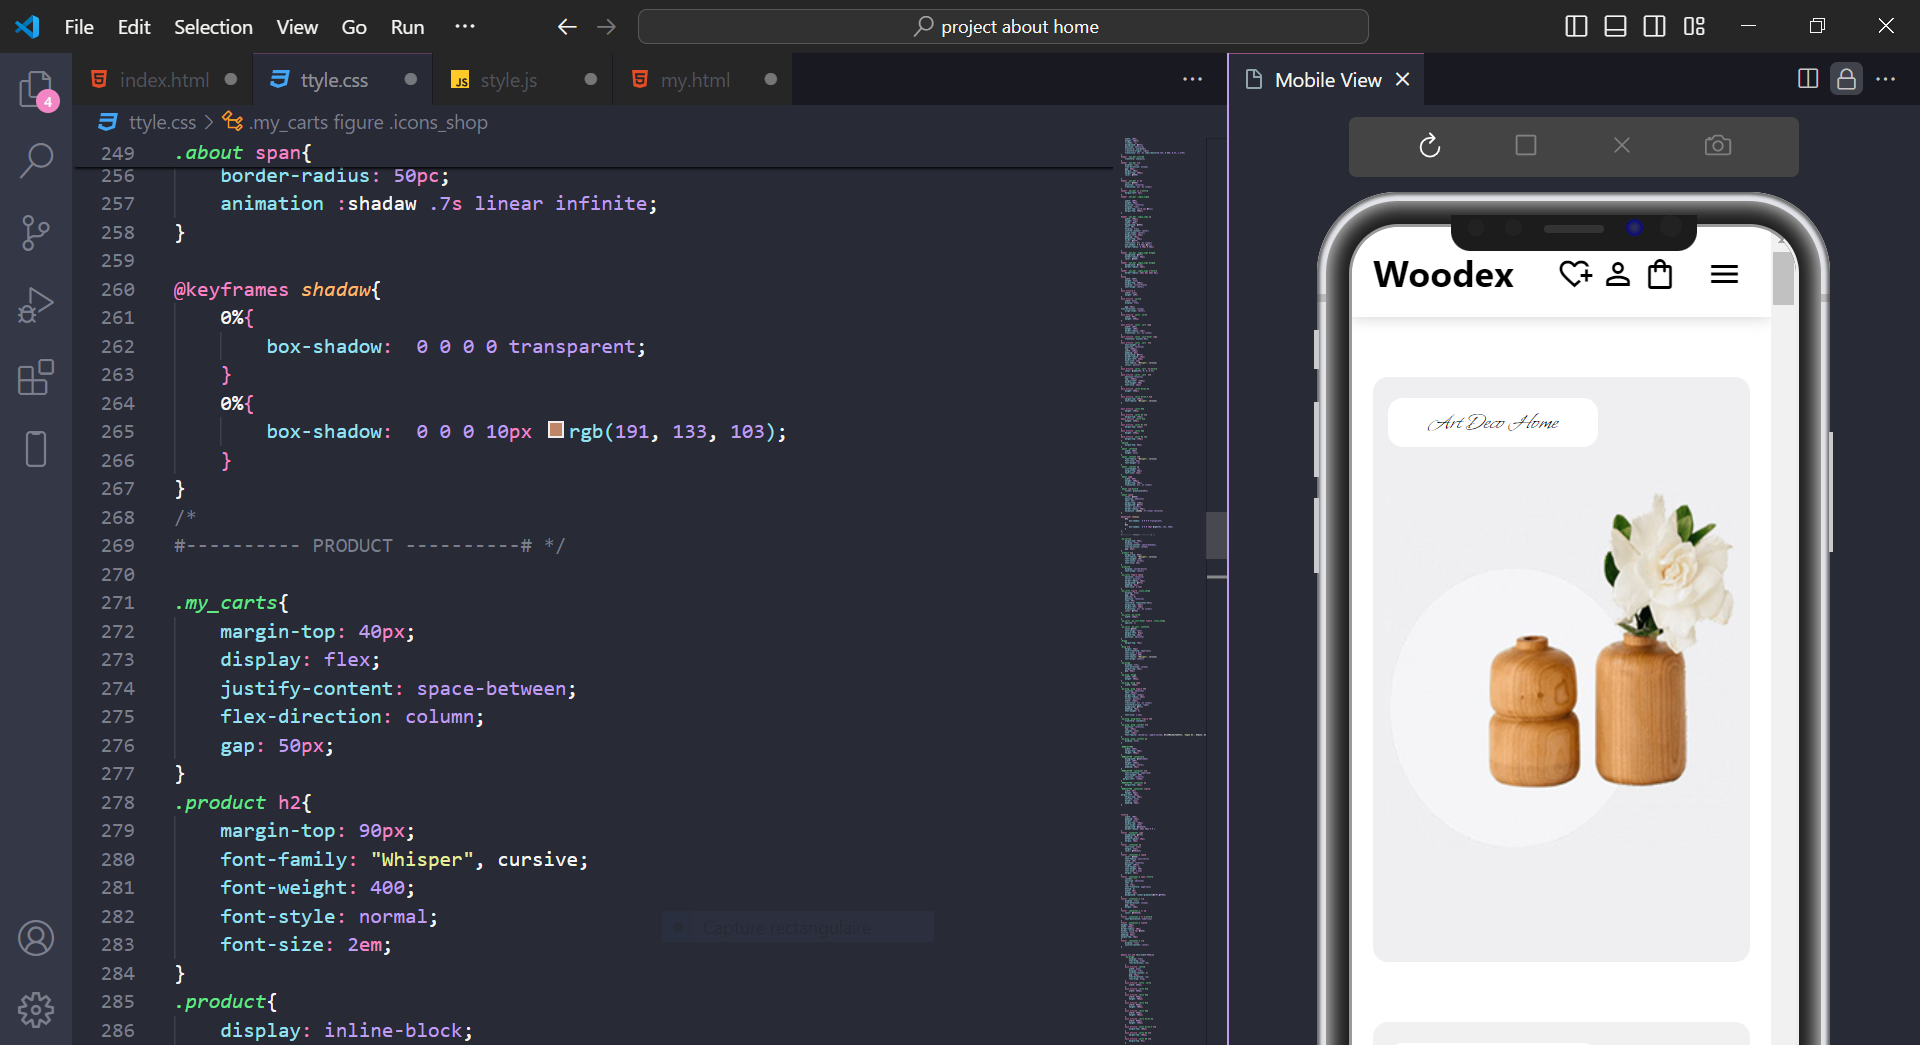 File Edit Selection View Go Run ···
project about home
index.html
ttyle.css
style.js
my.html
Mobile View
4
ttyle.css > .my_carts figure .icons_shop
249 .about span{
256 border-radius: 50pc;
257 animation :shadaw .7s linear infinite;
258 }
259
260 @keyframes shadaw{
261 0%{
262 box-shadow:  0 0 0 0 transparent;
263 }
264 0%{
265 box-shadow:  0 0 0 10px rgb(191, 133, 103);
266 }
267 }
268 /*
269 #---------- PRODUCT ----------# */
270
271 .my_carts{
272 margin-top: 40px;
273 display: flex;
274 justify-content: space-between;
275 flex-direction: column;
276 gap: 50px;
277 }
278 .product h2{
279 margin-top: 90px;
280 font-family: "Whisper", cursive;
281 font-weight: 400;
282 font-style: normal;
283 font-size: 2em;
284 }
285 .product{
286 display: inline-block;
Capture rectangulaire
Woodex
Art Deco Home